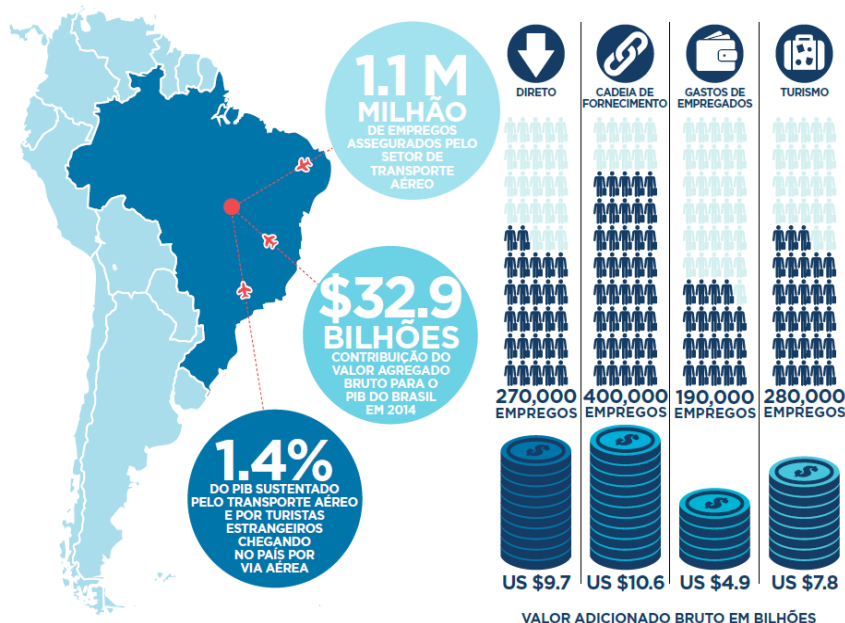 1.1 M
MILHÃO
DE EMPREGOS
ASSEGURADOS PELO
SETOR DE
TRANSPORTE
AÉREO
$32.9
BILHÕES
CONTRIBUIÇÃO DO
VALOR AGREGADO
BRUTO PARA O
PIB DO BRASIL
EM 2014
1.4%
DO PIB SUSTENTADO
PELO TRANSPORTE AÉREO
E POR TURISTAS
ESTRANGEIROS
CHEGANDO
NO PAÍS POR
VIA AÉREA
DIRETO
CADEIA DE
FORNECIMENTO
GASTOS DE
EMPREGADOS
TURISMO
270,000
EMPREGOS
400,000
EMPREGOS
190,000
EMPREGOS
280,000
EMPREGOS
$
$
$
$
US $9.7
US $10.6
US $4.9
US $7.8
VALOR ADICIONADO BRUTO EM BILHÕES